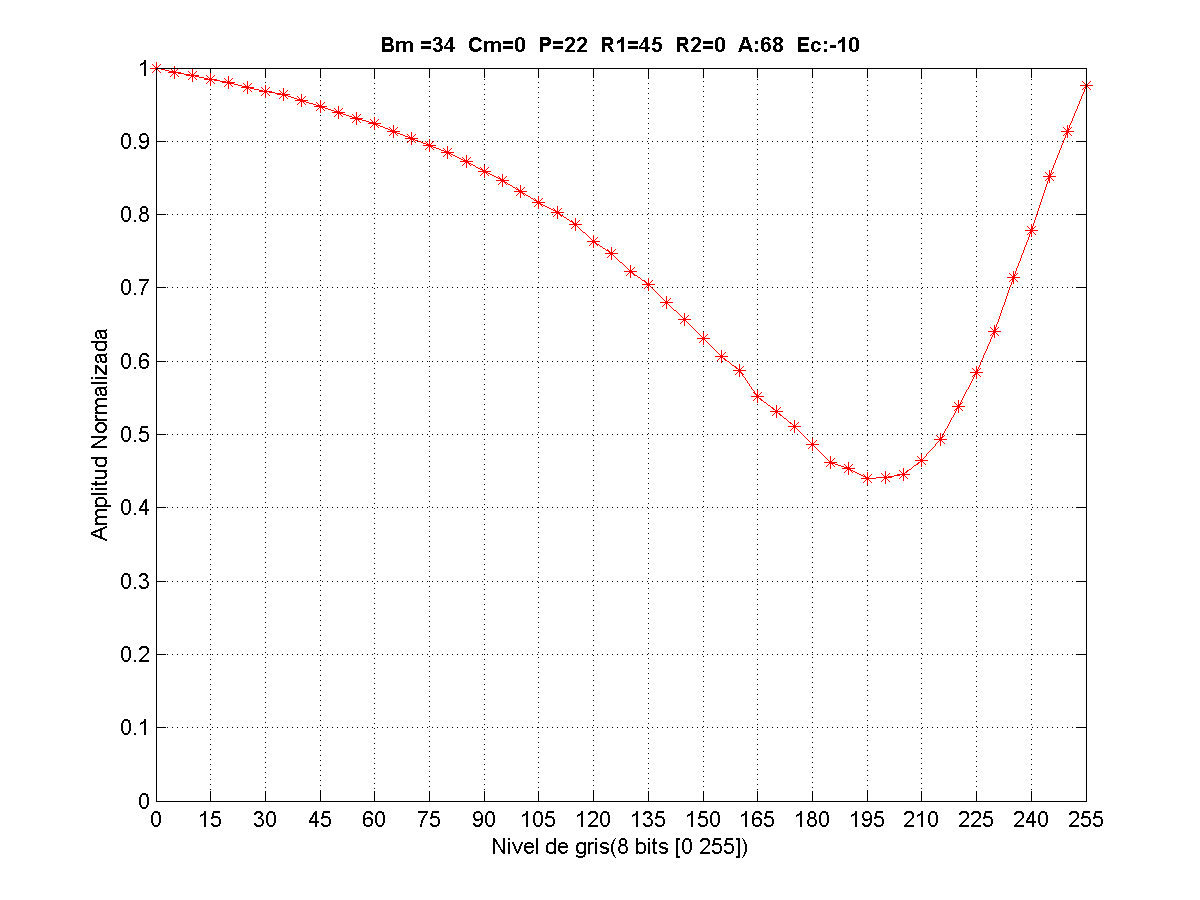 Bm =34  Cm=0  P=22  R1=45  R2=0  A:68  Ec:-10
Amplitud Normalizada
1
0.9
0.8
0.7
0.6
0.5
0.4
0.3
0.2
0.1
0
0 15 30 45 60 75 90 105 120 135 150 165 180 195 210 225 240 255
Nivel de gris(8 bits [0 255])